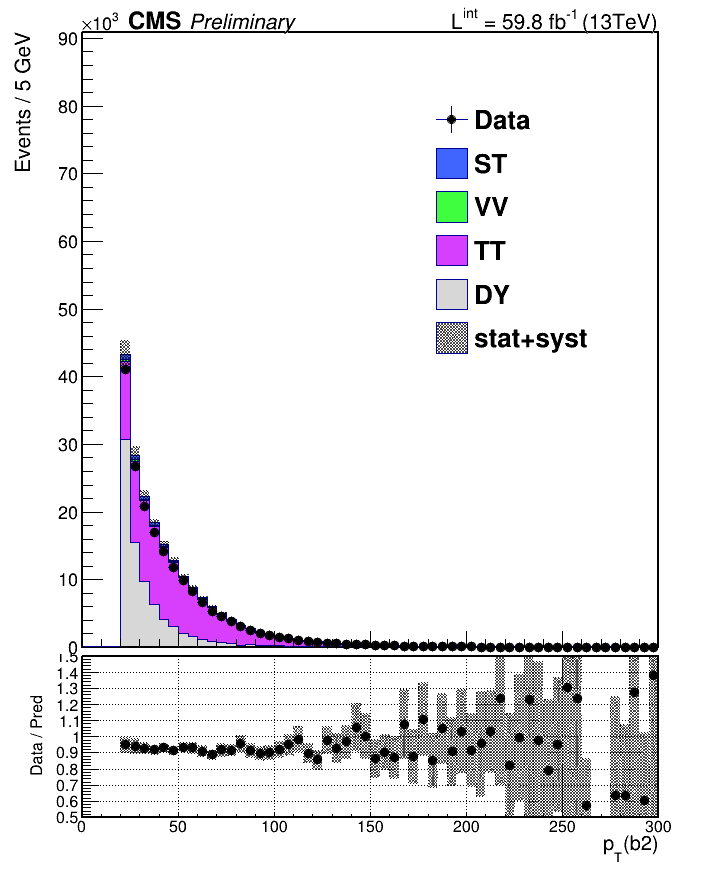 ×10³ CMS Preliminary L^int = 59.8 fb⁻¹ (13TeV)
Events / 5 GeV
90
80
70
60
50
40
30
20
10
0
Data
ST
VV
TT
DY
stat+syst
Data / Pred
1.5
1.4
1.3
1.2
1.1
1
0.9
0.8
0.7
0.6
0.5
0 50 100 150 200 250 300
p_T(b2)